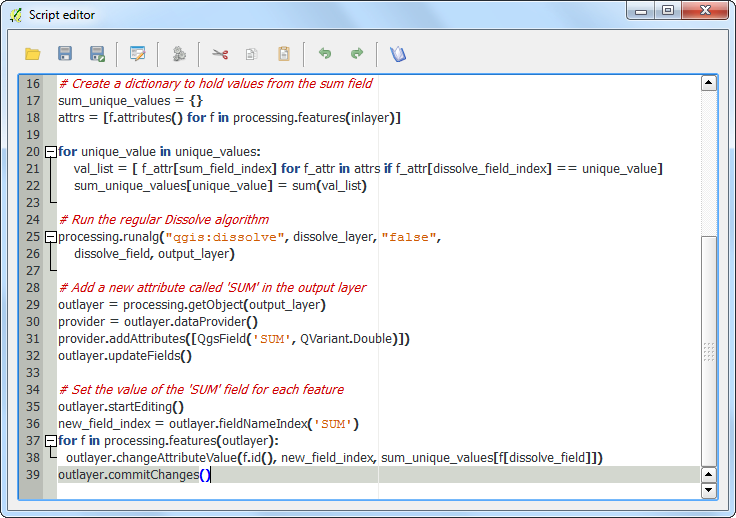 Script editor
16 # Create a dictionary to hold values from the sum field
17 sum_unique_values = {}
18 attrs = [f.attributes() for f in processing.features(inlayer)]
19
20 for unique_value in unique_values:
21 val_list = [ f_attr[sum_field_index] for f_attr in attrs if f_attr[dissolve_field_index] == unique_value]
22 sum_unique_values[unique_value] = sum(val_list)
23
24 # Run the regular Dissolve algorithm
25 processing.runalg("qgis:dissolve", dissolve_layer, "false",
26 dissolve_field, output_layer)
27
28 # Add a new attribute called 'SUM' in the output layer
29 outlayer = processing.getObject(output_layer)
30 provider = outlayer.dataProvider()
31 provider.addAttributes([QgsField('SUM', QVariant.Double)])
32 outlayer.updateFields()
33
34 # Set the value of the 'SUM' field for each feature
35 outlayer.startEditing()
36 new_field_index = outlayer.fieldNameIndex('SUM')
37 for f in processing.features(outlayer):
38 outlayer.changeAttributeValue(f.id(), new_field_index, sum_unique_values[f[dissolve_field]])
39 outlayer.commitChanges()